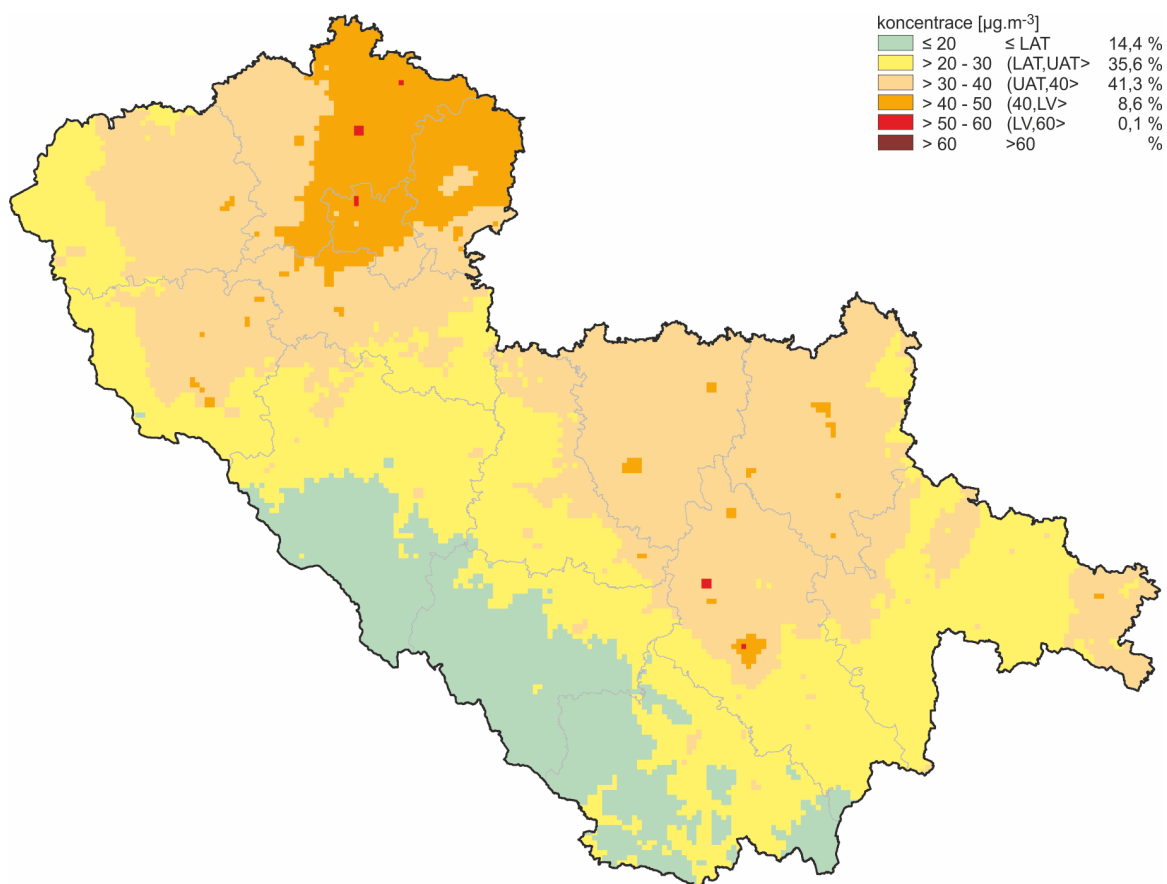 koncentrace [µg.m-3]
≤ 20 ≤ LAT 14,4 %
> 20 - 30 (LAT,UAT> 35,6 %
> 30 - 40 (UAT,40> 41,3 %
> 40 - 50 (40,LV> 8,6 %
> 50 - 60 (LV,60> 0,1 %
> 60 >60 %